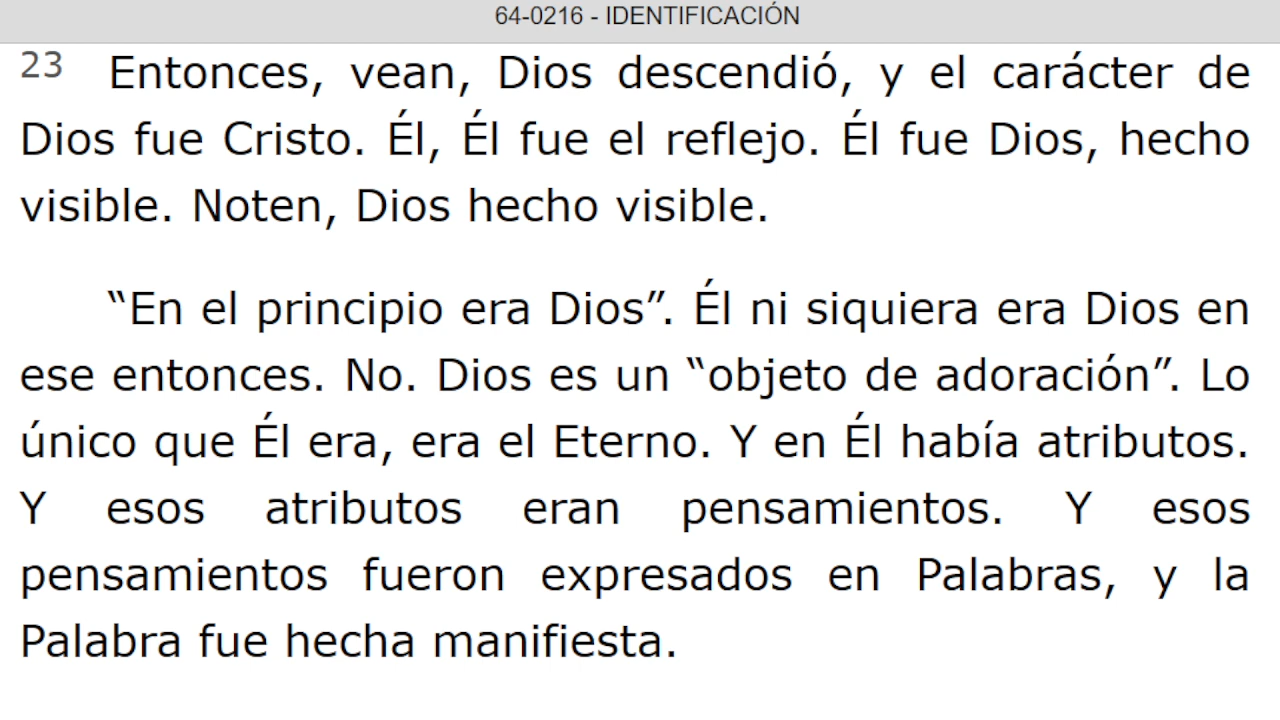 64-0216 - IDENTIFICACIÓN
23 Entonces, vean, Dios descendió, y el carácter de
Dios fue Cristo. Él, Él fue el reflejo. Él fue Dios, hecho
visible. Noten, Dios hecho visible.
“En el principio era Dios”. Él ni siquiera era Dios en
ese entonces. No. Dios es un “objeto de adoración”. Lo
único que Él era, era el Eterno. Y en Él había atributos.
Y esos atributos eran pensamientos. Y esos
pensamientos fueron expresados en Palabras, y la
Palabra fue hecha manifiesta.